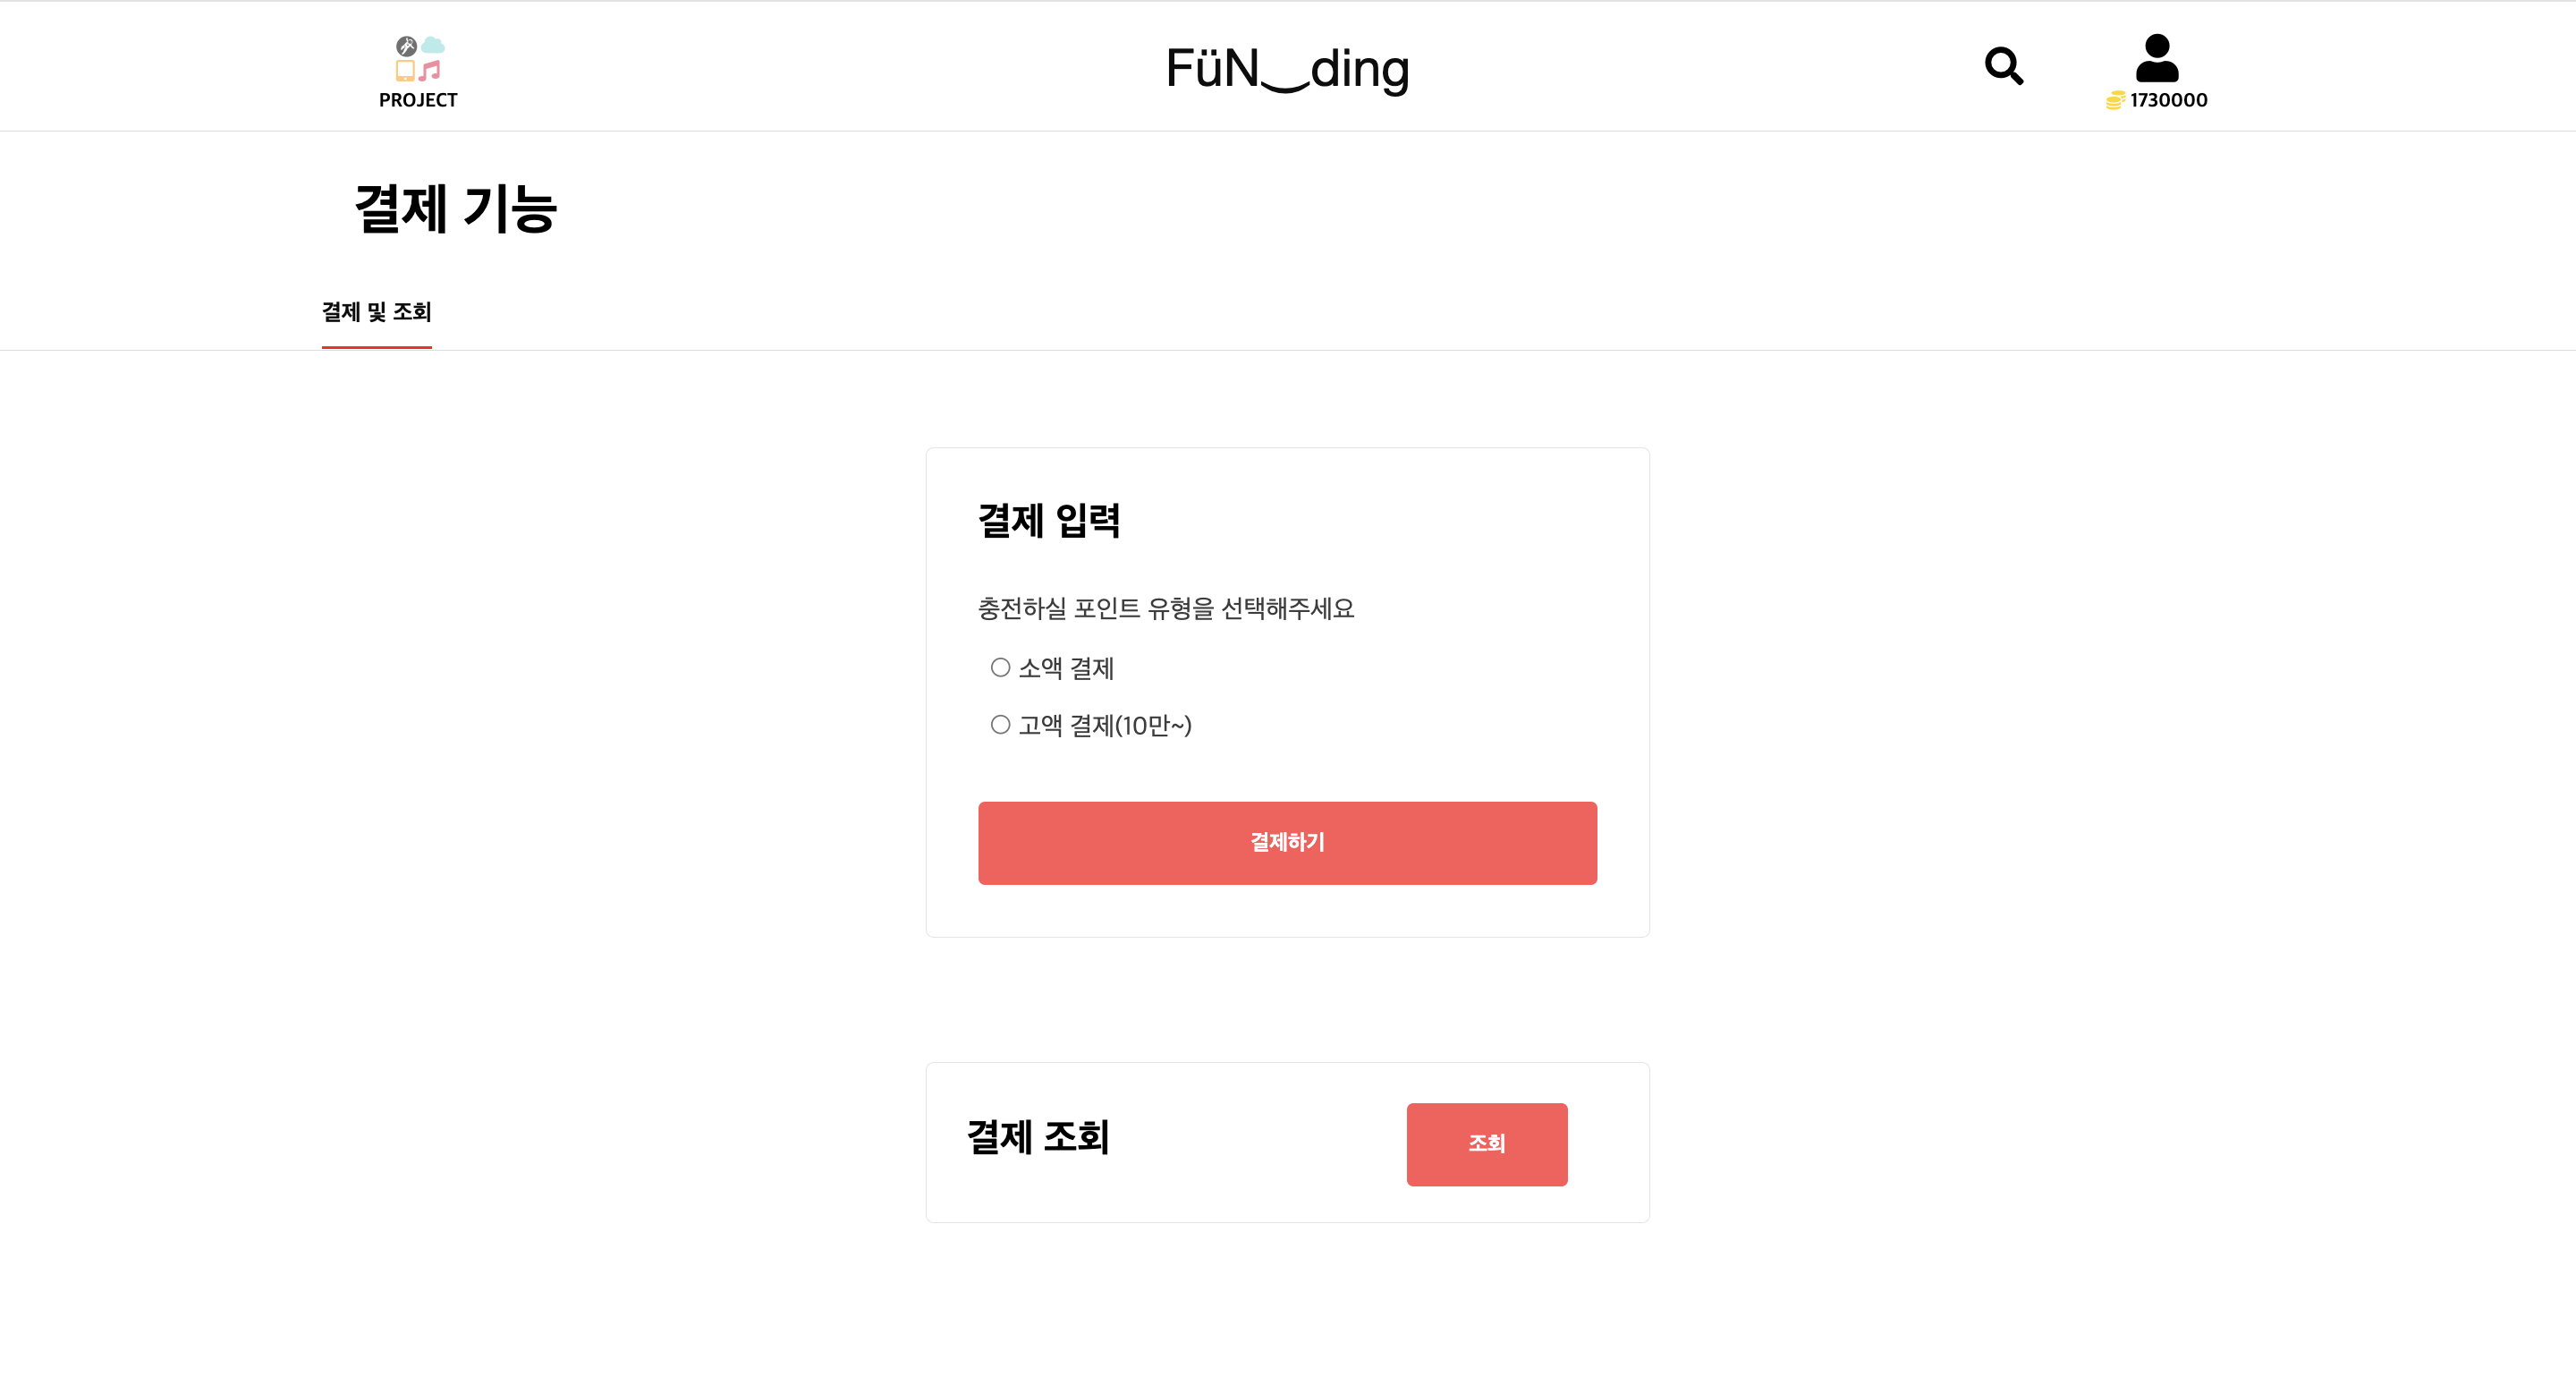 PROJECT
FüN‿ding
1730000
결제 기능
결제 및 조회
결제 입력
충전하실 포인트 유형을 선택해주세요
소액 결제
고액 결제(10만~)
결제하기
결제 조회
조회